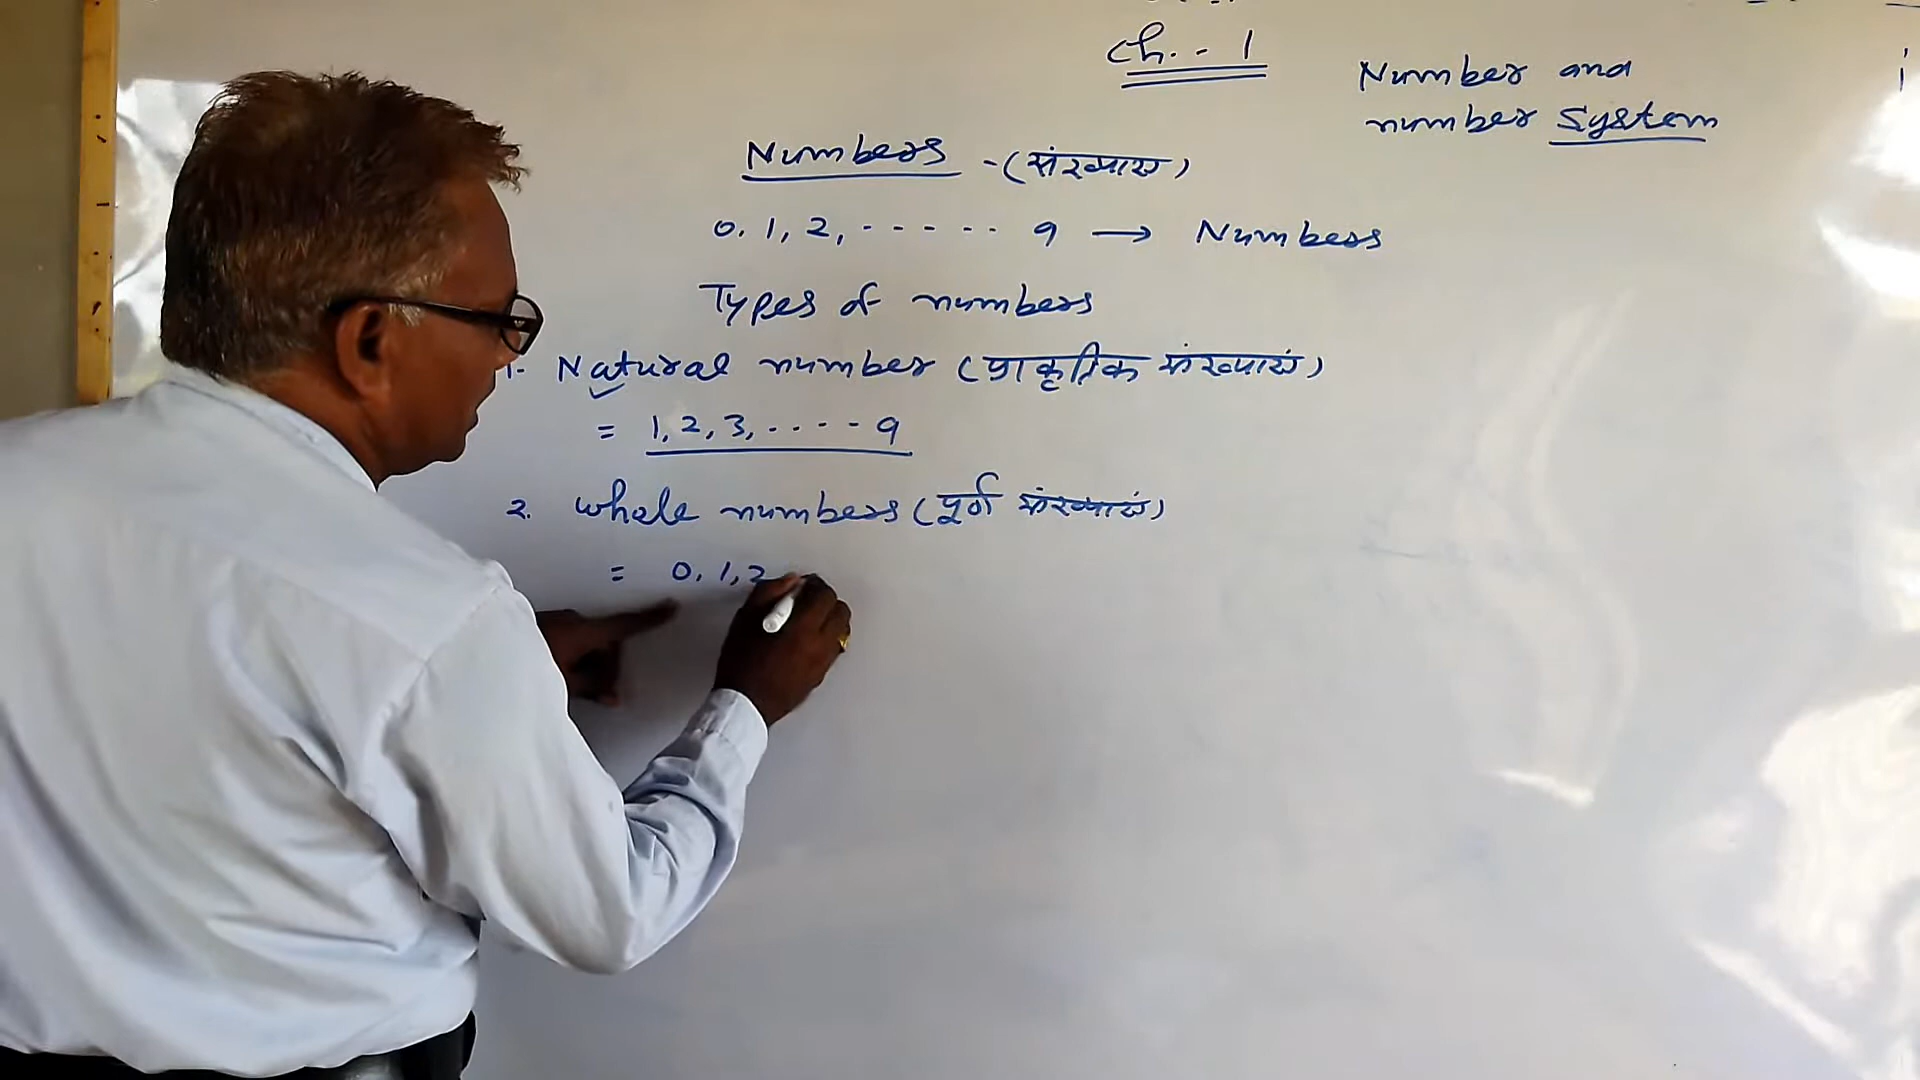 Ch. - 1
Number and
number System
Numbers - (संख्याए)
0, 1, 2, - - - - - - 9 → Numbers
Types of numbers
1. Natural number (प्राकृतिक संख्याएं)
= 1, 2, 3, - - - - - 9
2. Whole numbers (पूर्ण संख्याएं)
= 0, 1, 2